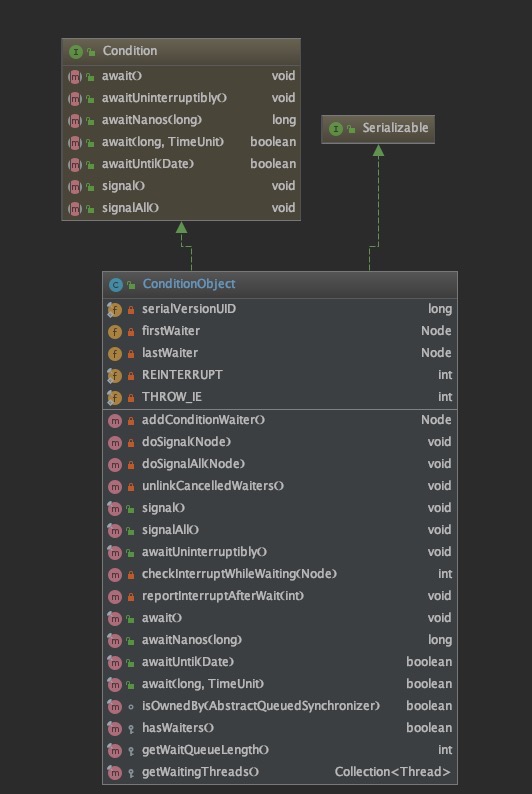 Condition
await() void
awaitUninterruptibly() void
awaitNanos(long) long
await(long, TimeUnit) boolean
awaitUntil(Date) boolean
signal() void
signalAll() void
Serializable
ConditionObject
serialVersionUID long
firstWaiter Node
lastWaiter Node
REINTERRUPT int
THROW_IE int
addConditionWaiter() Node
doSignal(Node) void
doSignalAll(Node) void
unlinkCancelledWaiters() void
signal() void
signalAll() void
awaitUninterruptibly() void
checkInterruptWhileWaiting(Node) int
reportInterruptAfterWait(int) void
await() void
awaitNanos(long) long
awaitUntil(Date) boolean
await(long, TimeUnit) boolean
isOwnedBy(AbstractQueuedSynchronizer) boolean
hasWaiters() boolean
getWaitQueueLength() int
getWaitingThreads() Collection<Thread>